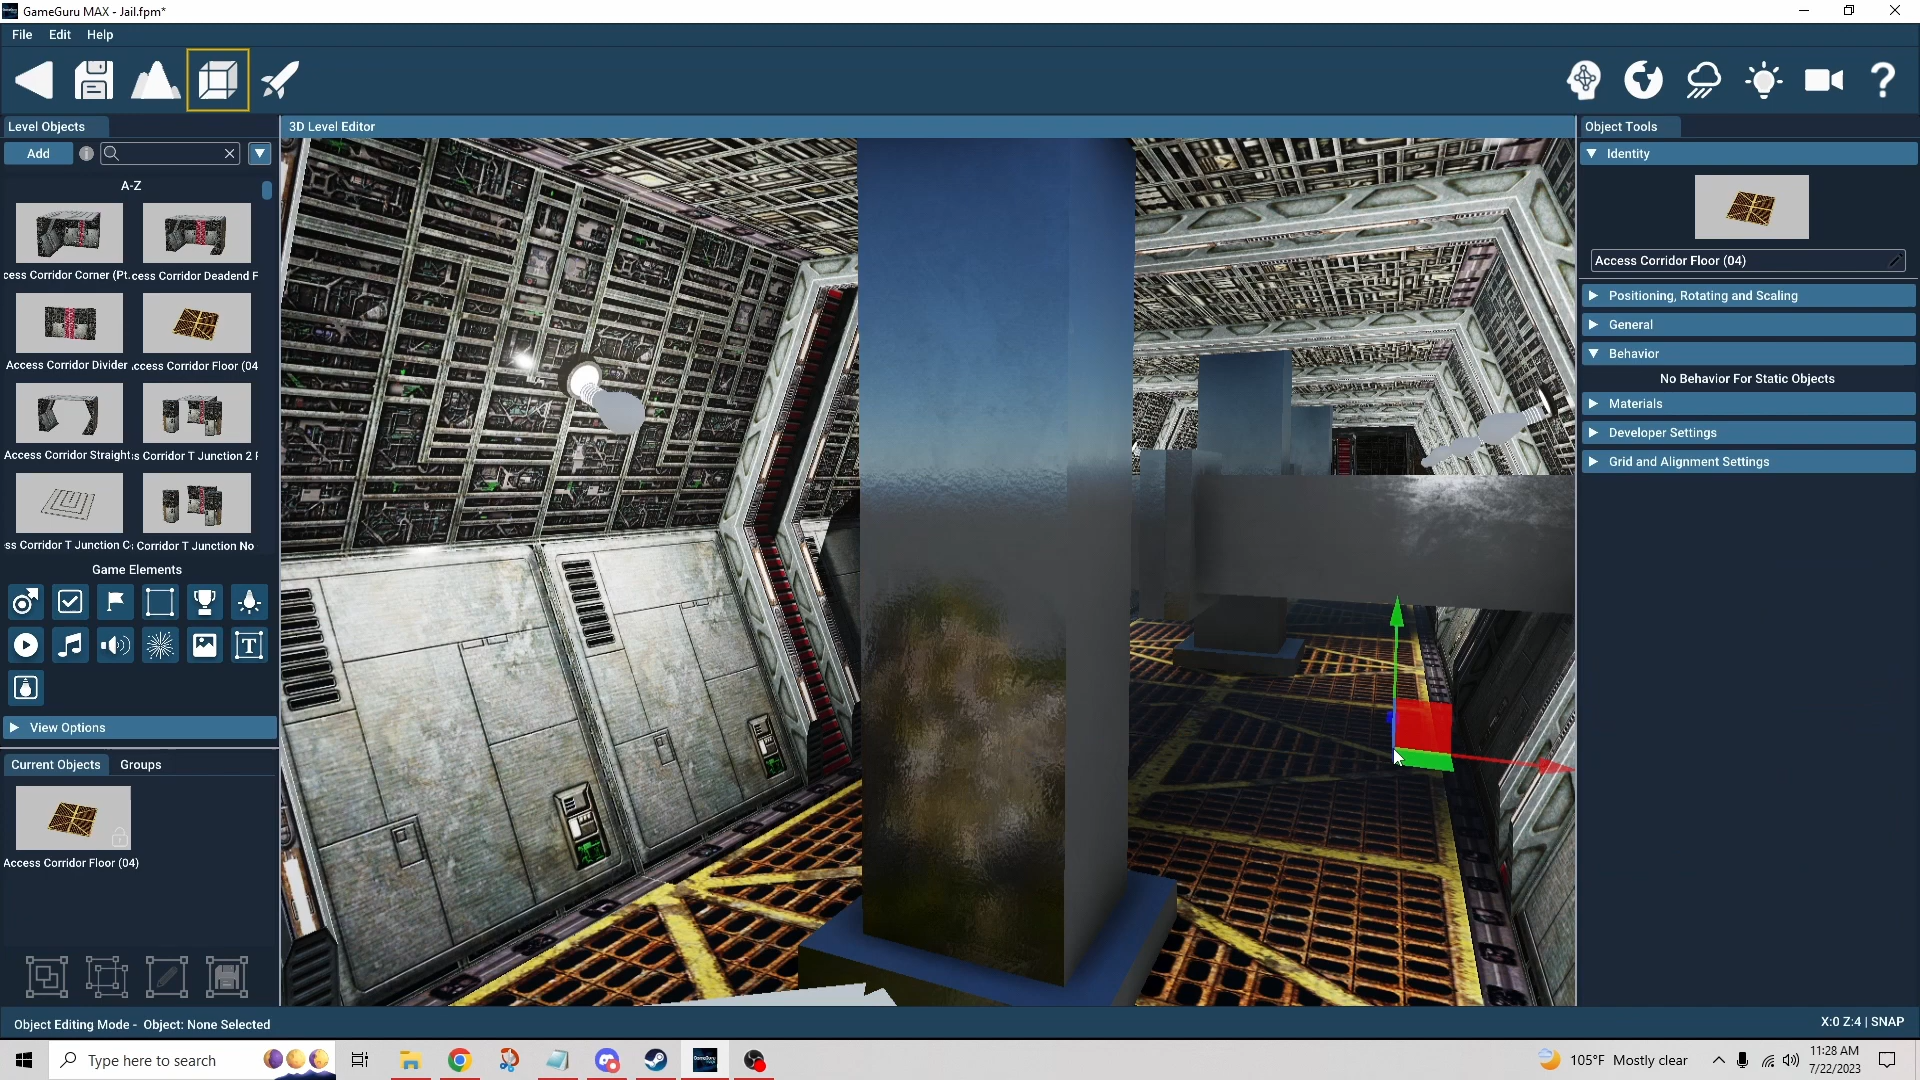 GameGuru MAX - Jail.fpm*
File Edit Help
Level Objects
3D Level Editor
Object Tools
Add
Identity
A-Z
cess Corridor Corner (Pt.
cess Corridor Deadend F
Access Corridor Floor (04)
Access Corridor Divider
.ccess Corridor Floor (04
Positioning, Rotating and Scaling
General
Behavior
No Behavior For Static Objects
Materials
Developer Settings
Grid and Alignment Settings
Access Corridor Straight
s Corridor T Junction 2 F
ss Corridor T Junction C
Corridor T Junction No
Game Elements
T
View Options
Current Objects Groups
Access Corridor Floor (04)
Object Editing Mode - Object: None Selected
X:0 Z:4 | SNAP
Type here to search
105°F Mostly clear
11:28 AM
7/22/2023